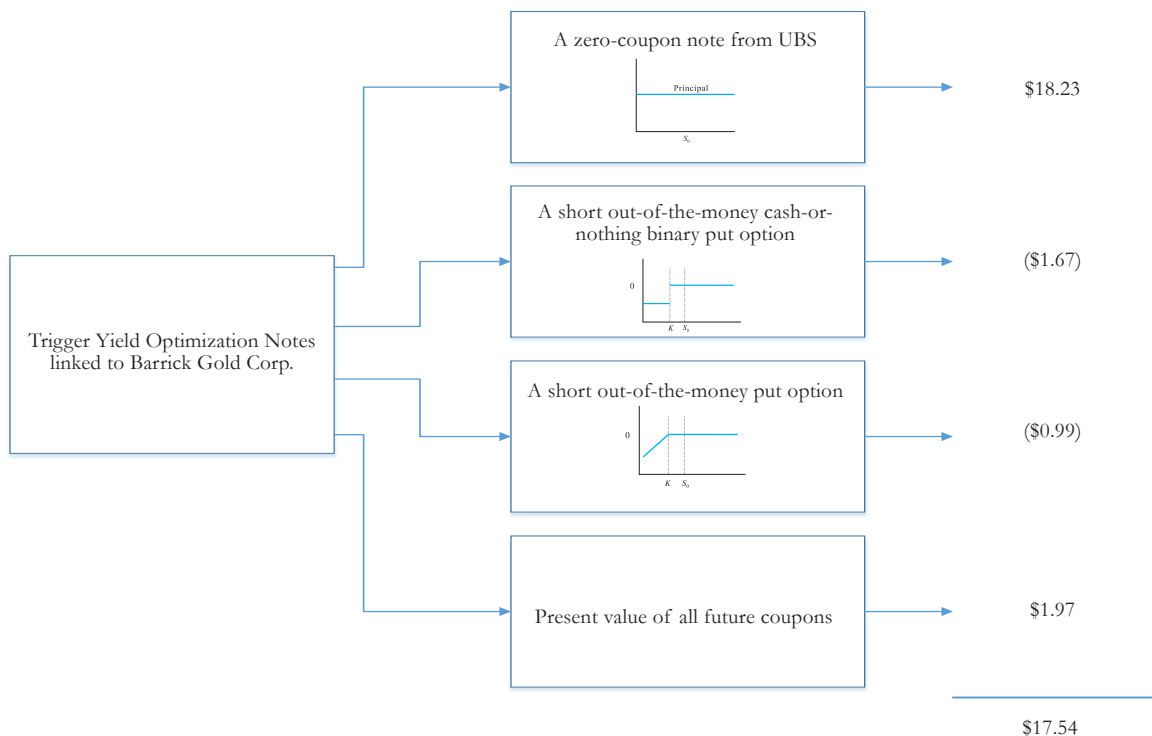 A zero-coupon note from UBS
Principal
S₀
$18.23
A short out-of-the-money cash-or-
nothing binary put option
0
K S₀
($1.67)
Trigger Yield Optimization Notes
linked to Barrick Gold Corp.
A short out-of-the-money put option
0
K S₀
($0.99)
Present value of all future coupons
$1.97
$17.54